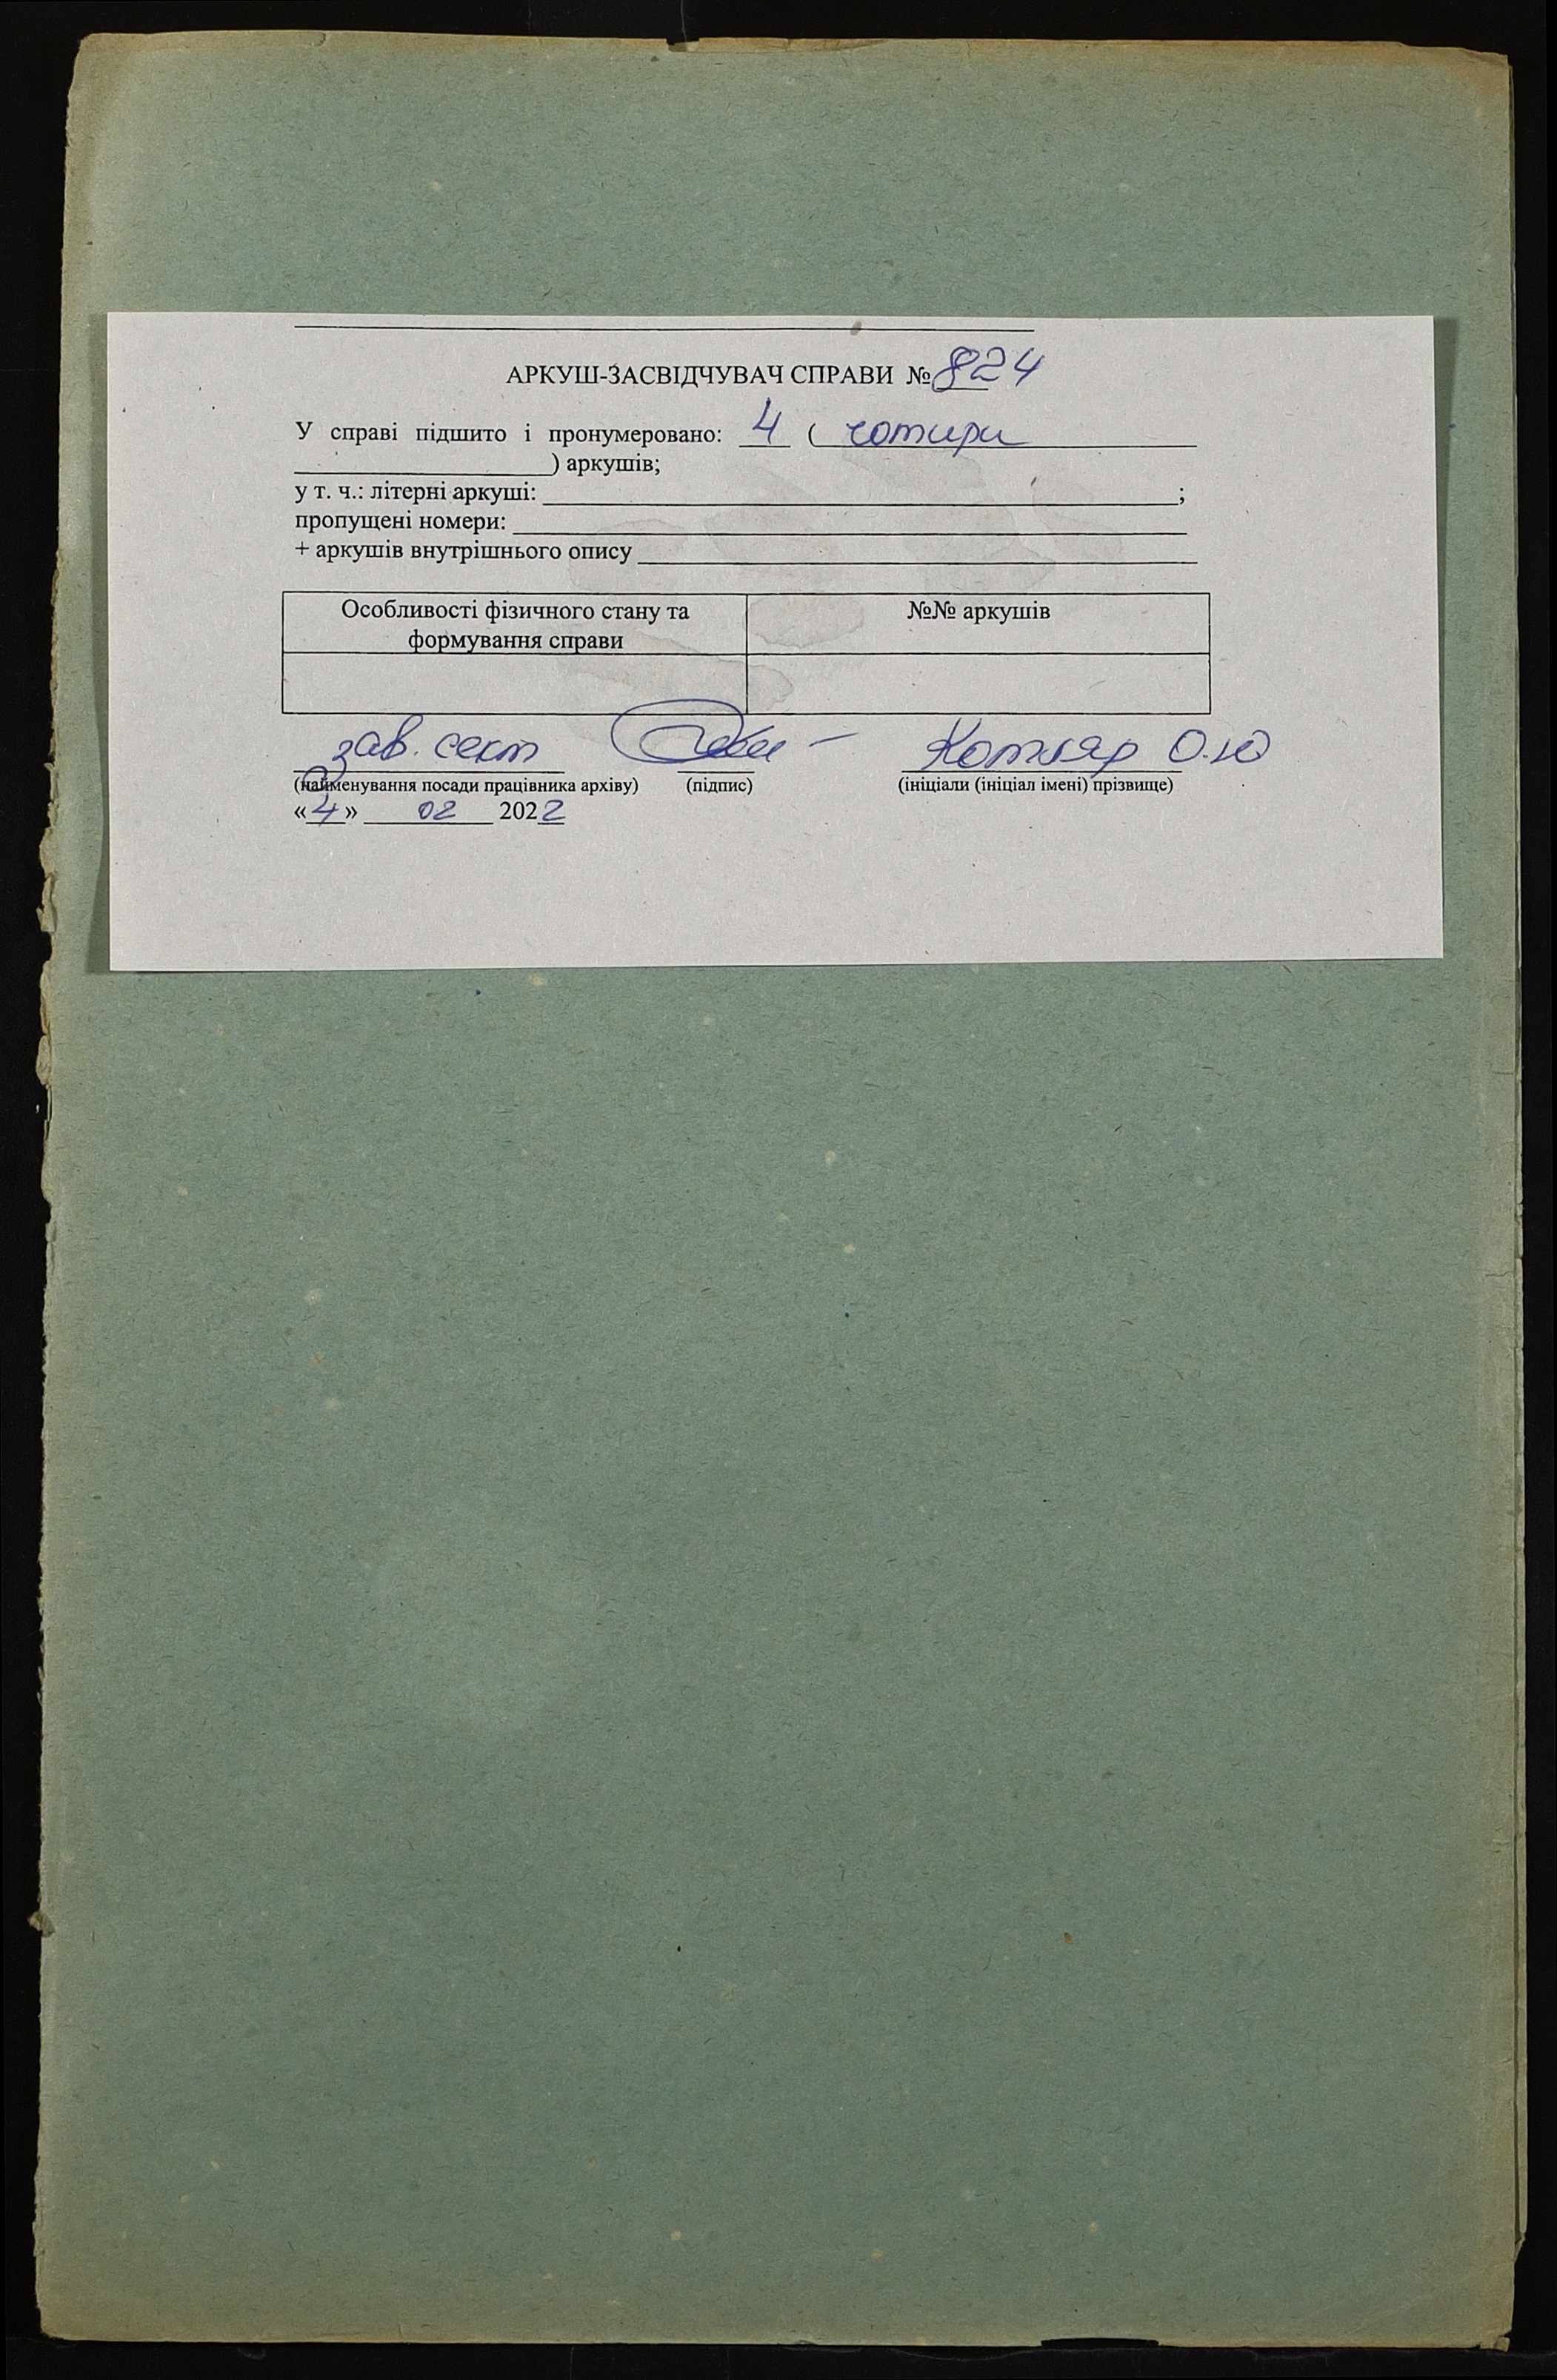 АРКУШ-ЗАСВІДЧУВАЧ СПРАВИ № 824
У справі підшито і пронумеровано: 4 ( чотири
) аркушів;
у т. ч.: літерні аркуші: ;
пропущені номери:
+ аркушів внутрішнього опису
Особливості фізичного стану та формування справи
№№ аркушів
зав. сект Котляр О.Ю
(найменування посади працівника архіву) (підпис) (ініціали (ініціал імені) прізвище)
«4» 02 2022